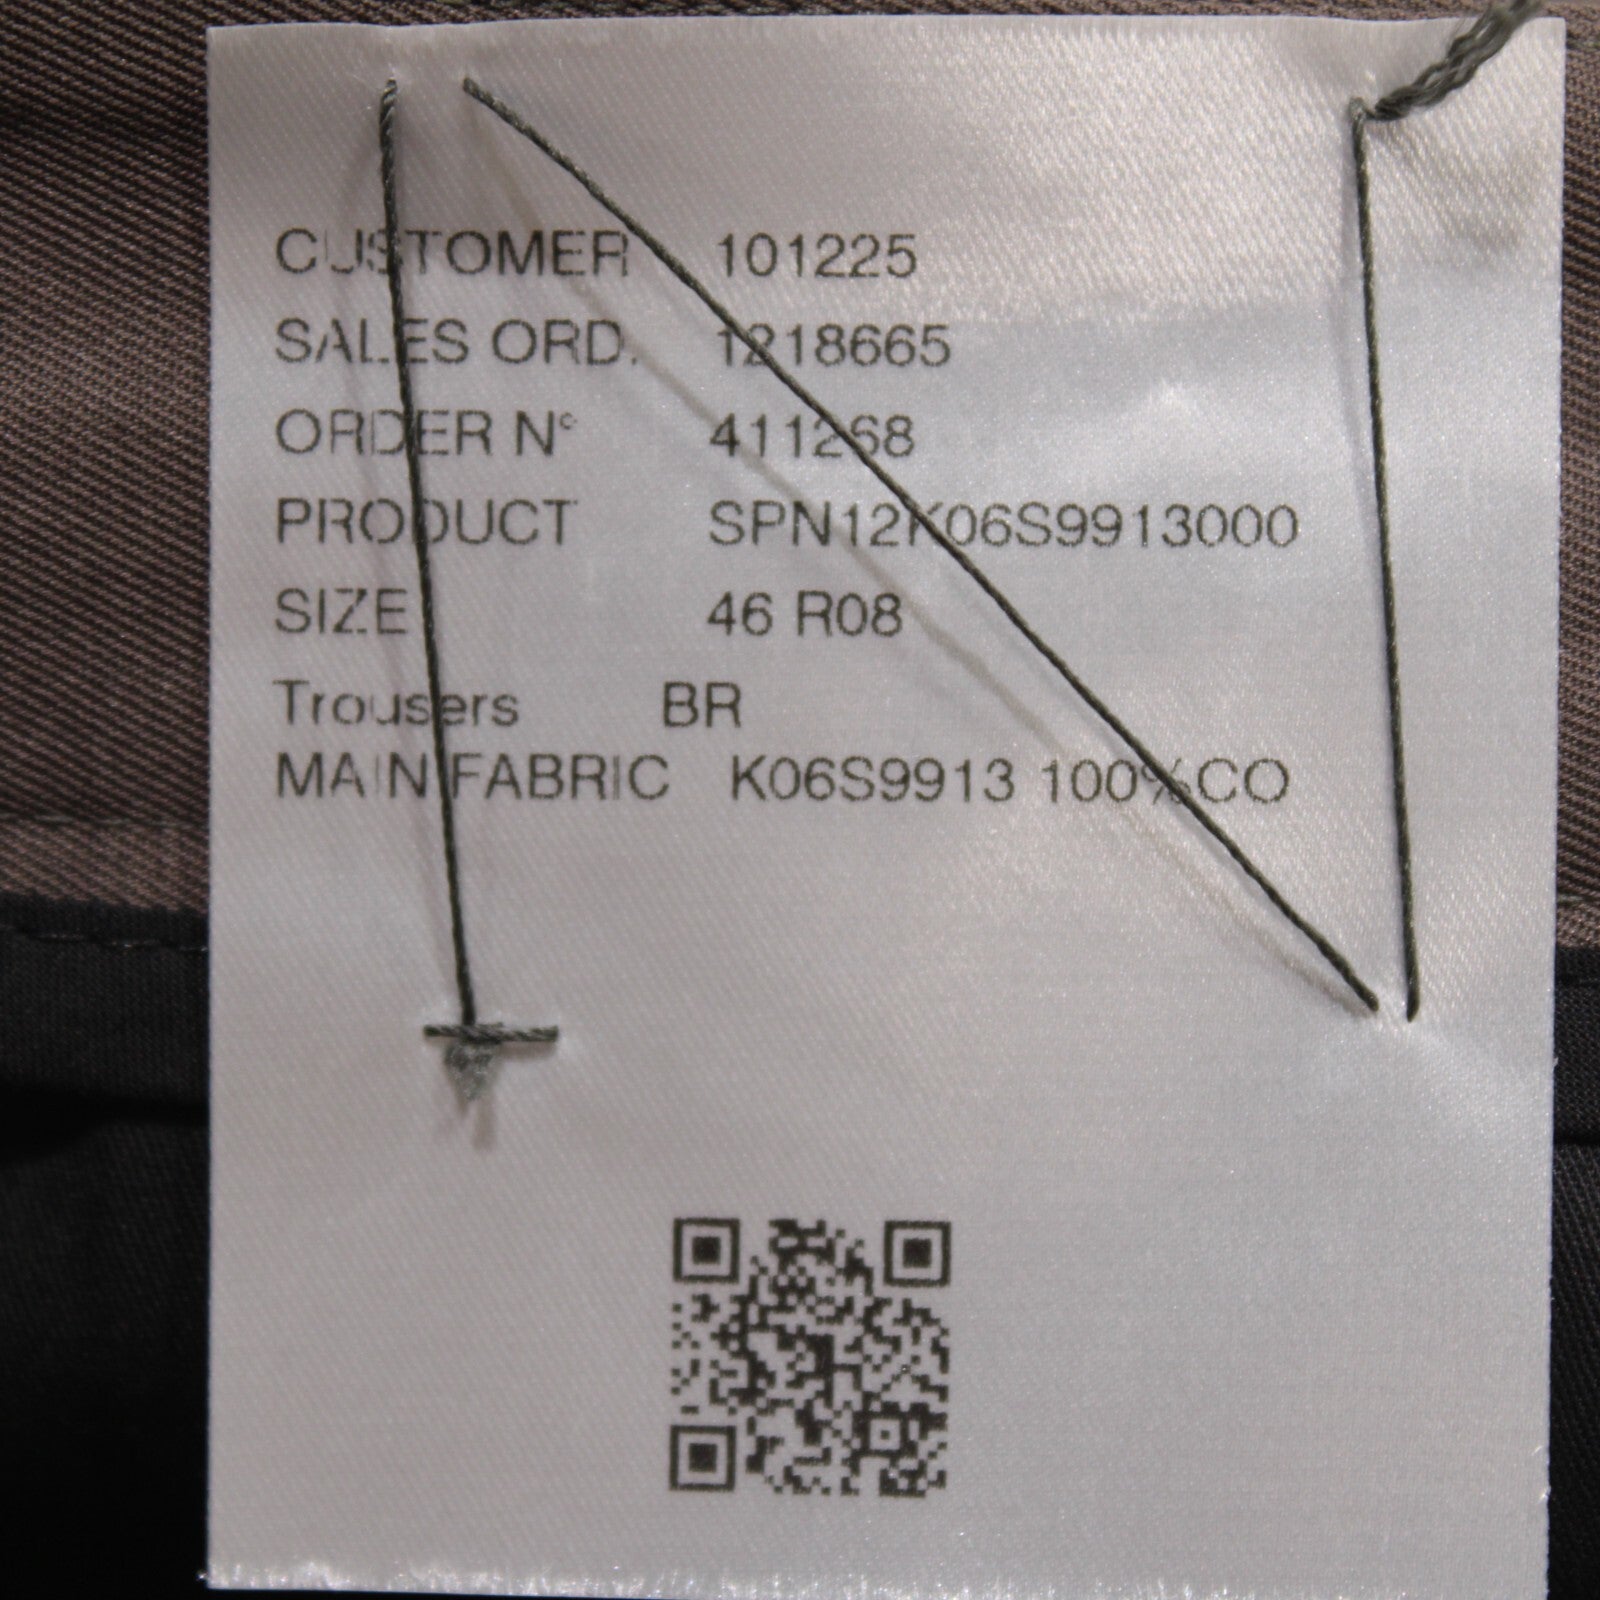 CUSTOMER 101225
SALES ORD. 1218665
ORDER N° 411268
PRODUCT SPN12K06S9913000
SIZE 46 R08
Trousers BR
MAIN FABRIC K06S9913 100%CO